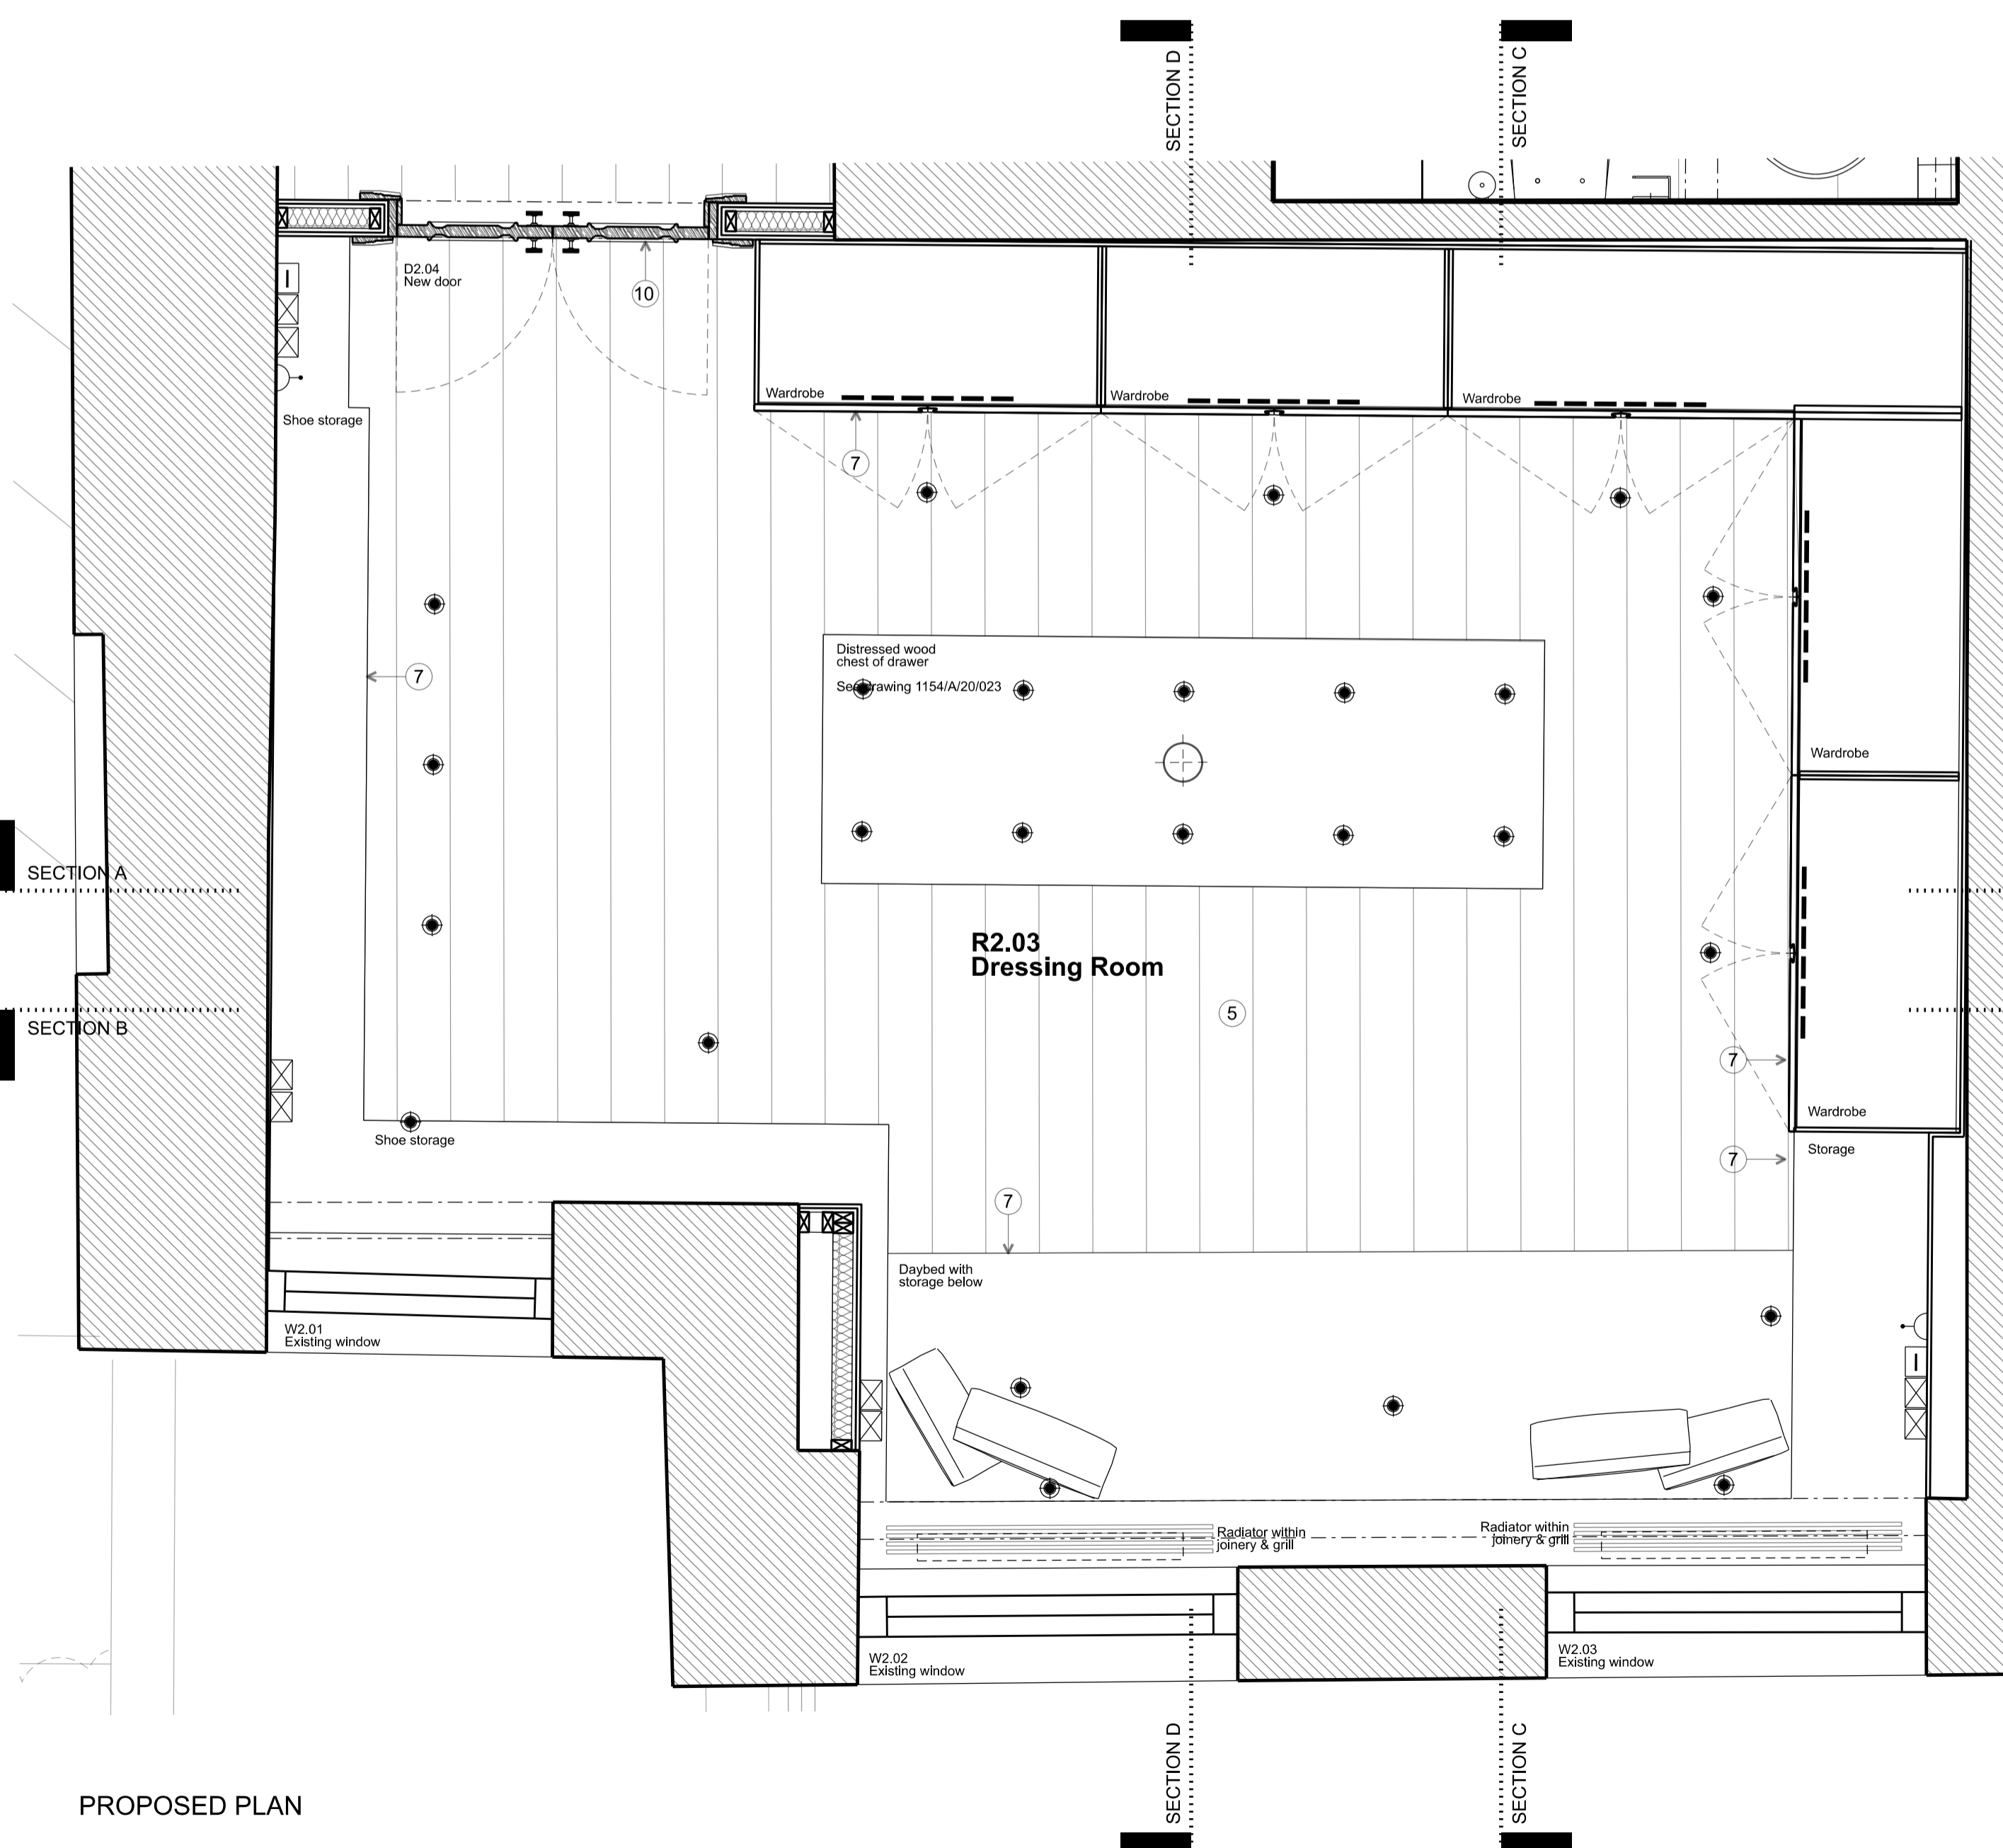 SECTION D
SECTION C
D2.04
New door
10
Shoe storage
Wardrobe
Wardrobe
Wardrobe
7
7
Distressed wood
chest of drawer
See drawing 1154/A/20/023
Wardrobe
SECTION A
R2.03
Dressing Room
5
SECTION B
7
Wardrobe
Shoe storage
7
Storage
7
Daybed with
storage below
W2.01
Existing window
Radiator within
joinery & grill
Radiator within
joinery & grill
W2.02
Existing window
W2.03
Existing window
SECTION D
SECTION C
PROPOSED PLAN